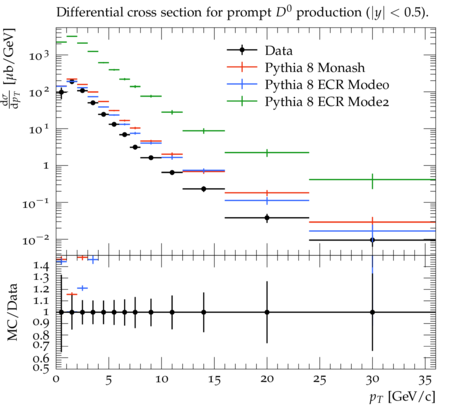 Differential cross section for prompt D⁰ production (|y| < 0.5).
dσ/dp_T [μb/GeV]
10³
10²
10¹
1
10⁻¹
10⁻²
Data
Pythia 8 Monash
Pythia 8 ECR Mode0
Pythia 8 ECR Mode2
MC/Data
1.4
1.3
1.2
1.1
1
0.9
0.8
0.7
0.6
0.5
0 5 10 15 20 25 30 35
p_T [GeV/c]